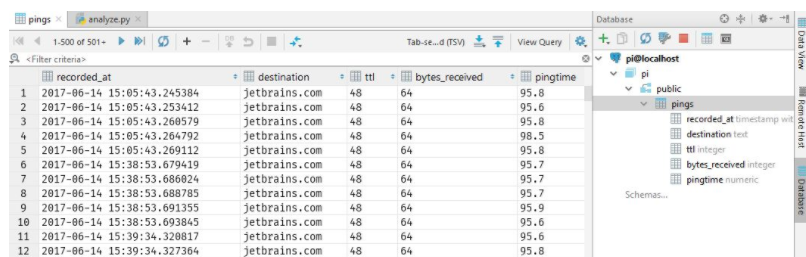 pings analyze.py Database
1-500 of 501+ Tab-se...d (TSV) View Query
<Filter criteria> pi@localhost
recorded_at destination ttl bytes_received pingtime pi
1 2017-06-14 15:05:43.245384 jetbrains.com 48 64 95.8 public
2 2017-06-14 15:05:43.253412 jetbrains.com 48 64 95.6 pings
3 2017-06-14 15:05:43.260579 jetbrains.com 48 64 95.8 recorded_at timestamp wit
4 2017-06-14 15:05:43.264792 jetbrains.com 48 64 98.5 destination text
5 2017-06-14 15:05:43.269112 jetbrains.com 48 64 95.8 ttl integer
6 2017-06-14 15:38:53.679419 jetbrains.com 48 64 95.7 bytes_received integer
7 2017-06-14 15:38:53.686024 jetbrains.com 48 64 95.7 pingtime numeric
8 2017-06-14 15:38:53.688785 jetbrains.com 48 64 95.7 Schemas...
9 2017-06-14 15:38:53.691355 jetbrains.com 48 64 95.9
10 2017-06-14 15:38:53.693845 jetbrains.com 48 64 95.6
11 2017-06-14 15:39:34.320817 jetbrains.com 48 64 95.6
12 2017-06-14 15:39:34.327364 jetbrains.com 48 64 95.8
Data View
Remote Host
Database